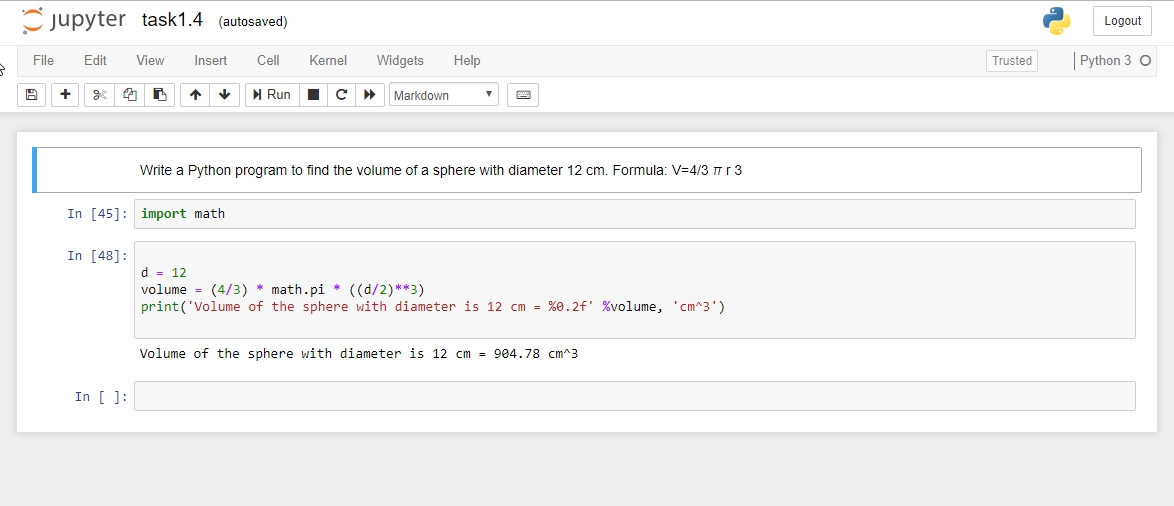 jupyter task1.4 (autosaved) Logout
File Edit View Insert Cell Kernel Widgets Help Trusted Python 3
Run Markdown
Write a Python program to find the volume of a sphere with diameter 12 cm. Formula: V=4/3 π r 3
In [45]: import math
In [48]:
d = 12
volume = (4/3) * math.pi * ((d/2)**3)
print('Volume of the sphere with diameter is 12 cm = %0.2f' %volume, 'cm^3')
Volume of the sphere with diameter is 12 cm = 904.78 cm^3
In [ ]: